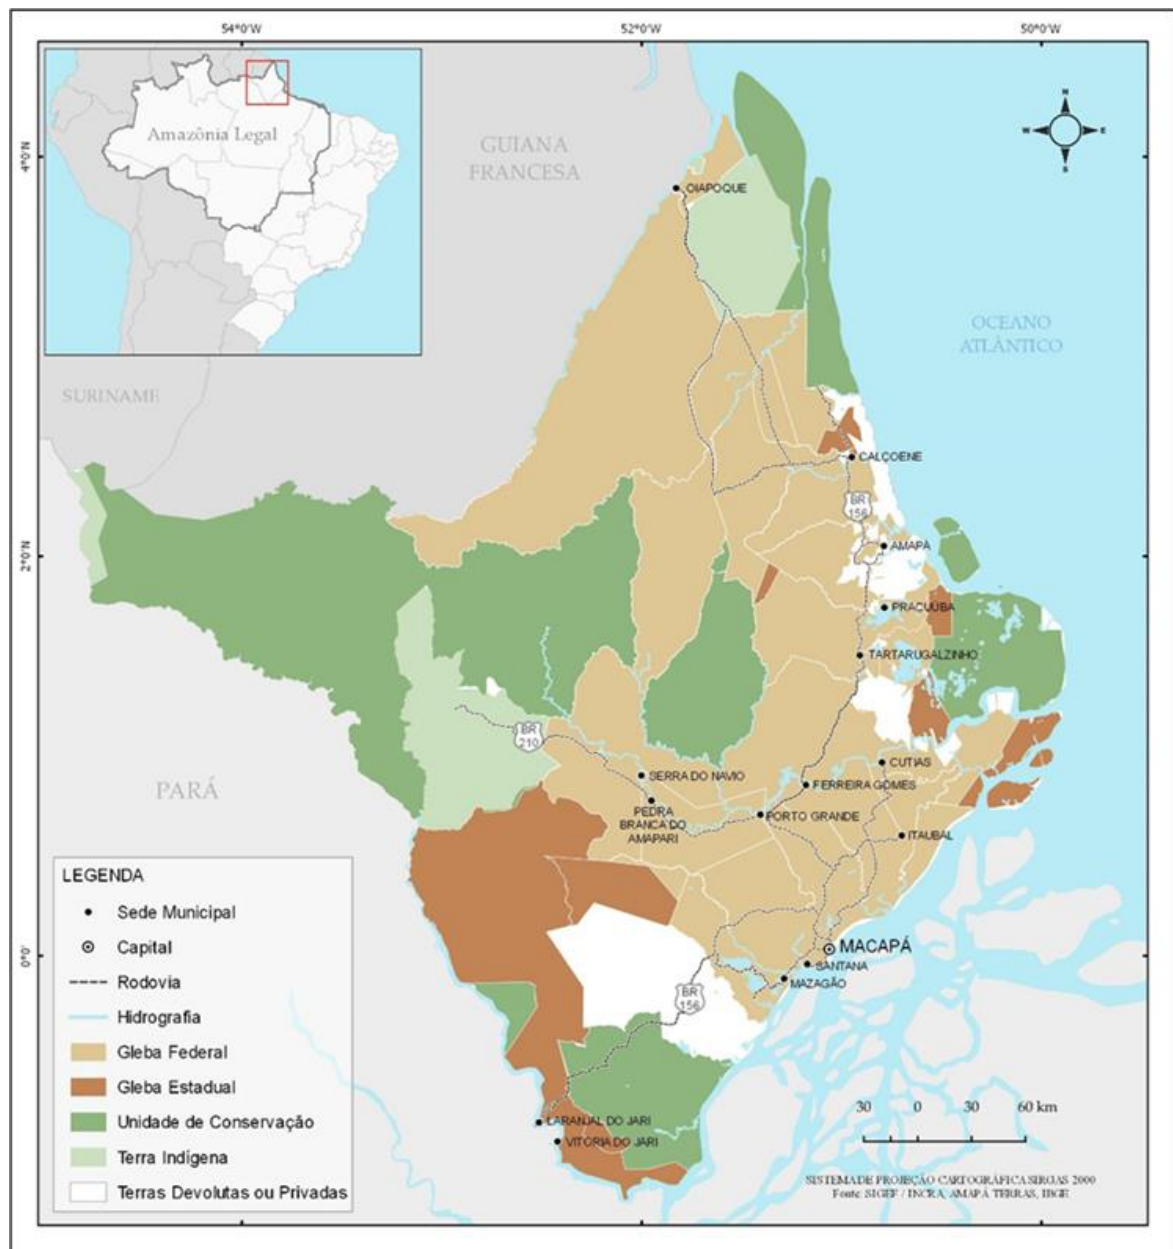 54°0'W
52°0'W
50°0'W
4°0'N
2°0'N
0°0'
Amazônia Legal
GUIANA
FRANCESA
SURINAME
PARÁ
OCEANO
ATLÂNTICO
N
W
E
S
OIAPOQUE
CALÇOENE
BR
156
AMAPÁ
PRACUÚBA
TARTARUGALZINHO
BR
210
CUTIAS
SERRA DO NAVIO
FERREIRA GOMES
PEDRA
BRANCA DO
AMAPARI
PORTO GRANDE
ITAUBAL
MACAPÁ
SANTANA
MAZAGÃO
BR
156
LARANJAL DO JARI
VITÓRIA DO JARI
LEGENDA
Sede Municipal
Capital
Rodovia
Hidrografia
Gleba Federal
Gleba Estadual
Unidade de Conservação
Terra Indígena
Terras Devolutas ou Privadas
30 0 30 60 km
SISTEMA DE PROJEÇÃO CARTOGRÁFICA SIRGAS 2000
Fonte: SIGEF / INCRA, AMAPÁ TERRAS, IBGE